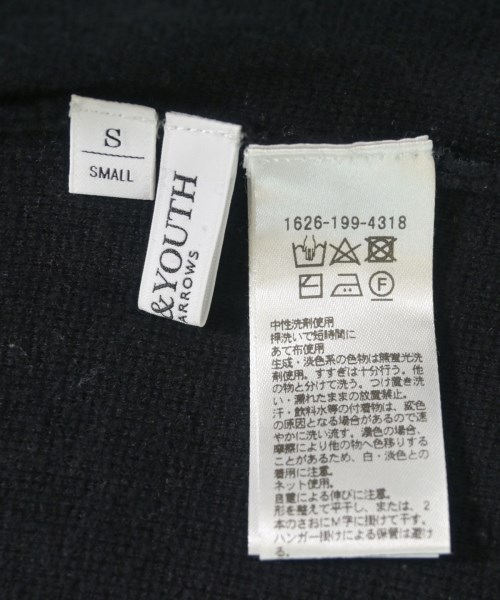 S
SMALL
&YOUTH
ARROWS
1626-199-4318
F
中性洗剤使用
押洗いで短時間に
あて布使用
生成・淡色系の色物は無蛍光洗
剤使用。すすぎは十分行う。他
の物と分けて洗う。つけ置き洗
い・濡れたままの放置禁止。
汗・飲料水等の付着物は、変色
の原因となる場合があるので速
やかに洗い流す。濃色の場合、
摩擦により他の物へ色移りする
ことがあるため、白・淡色との
着用に注意。
ネット使用。
自重による伸びに注意。
形を整えて平干し、または、2
本のさおにM字に掛けて干す。
ハンガー掛けによる保管は避け
る。